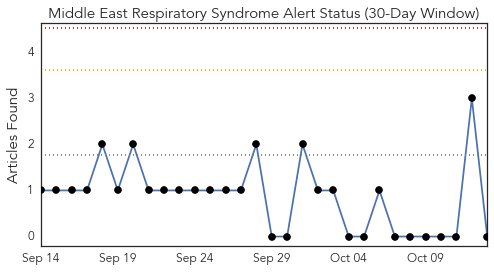 Middle East Respiratory Syndrome Alert Status (30-Day Window)
Articles Found
4
3
2
1
0
Sep 14 Sep 19 Sep 24 Sep 29 Oct 04 Oct 09